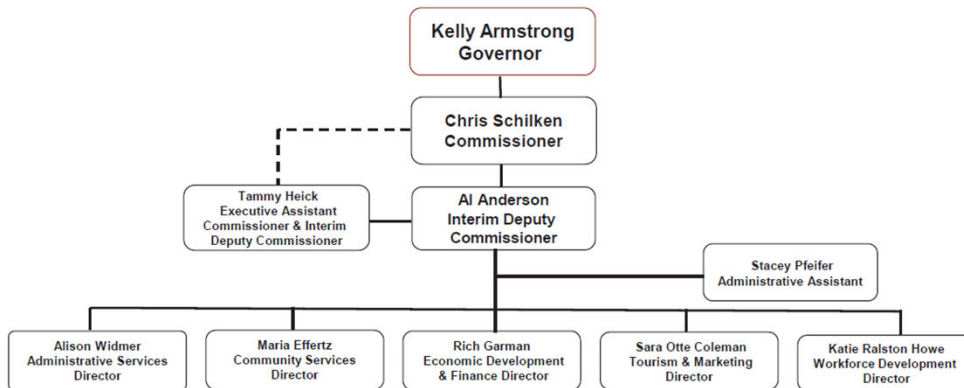 Kelly Armstrong
Governor
Chris Schilken
Commissioner
Tammy Heick
Executive Assistant
Commissioner & Interim
Deputy Commissioner
Al Anderson
Interim Deputy
Commissioner
Stacey Pfeifer
Administrative Assistant
Alison Widmer
Administrative Services
Director
Maria Effertz
Community Services
Director
Rich Garman
Economic Development
& Finance Director
Sara Otte Coleman
Tourism & Marketing
Director
Katie Ralston Howe
Workforce Development
Director